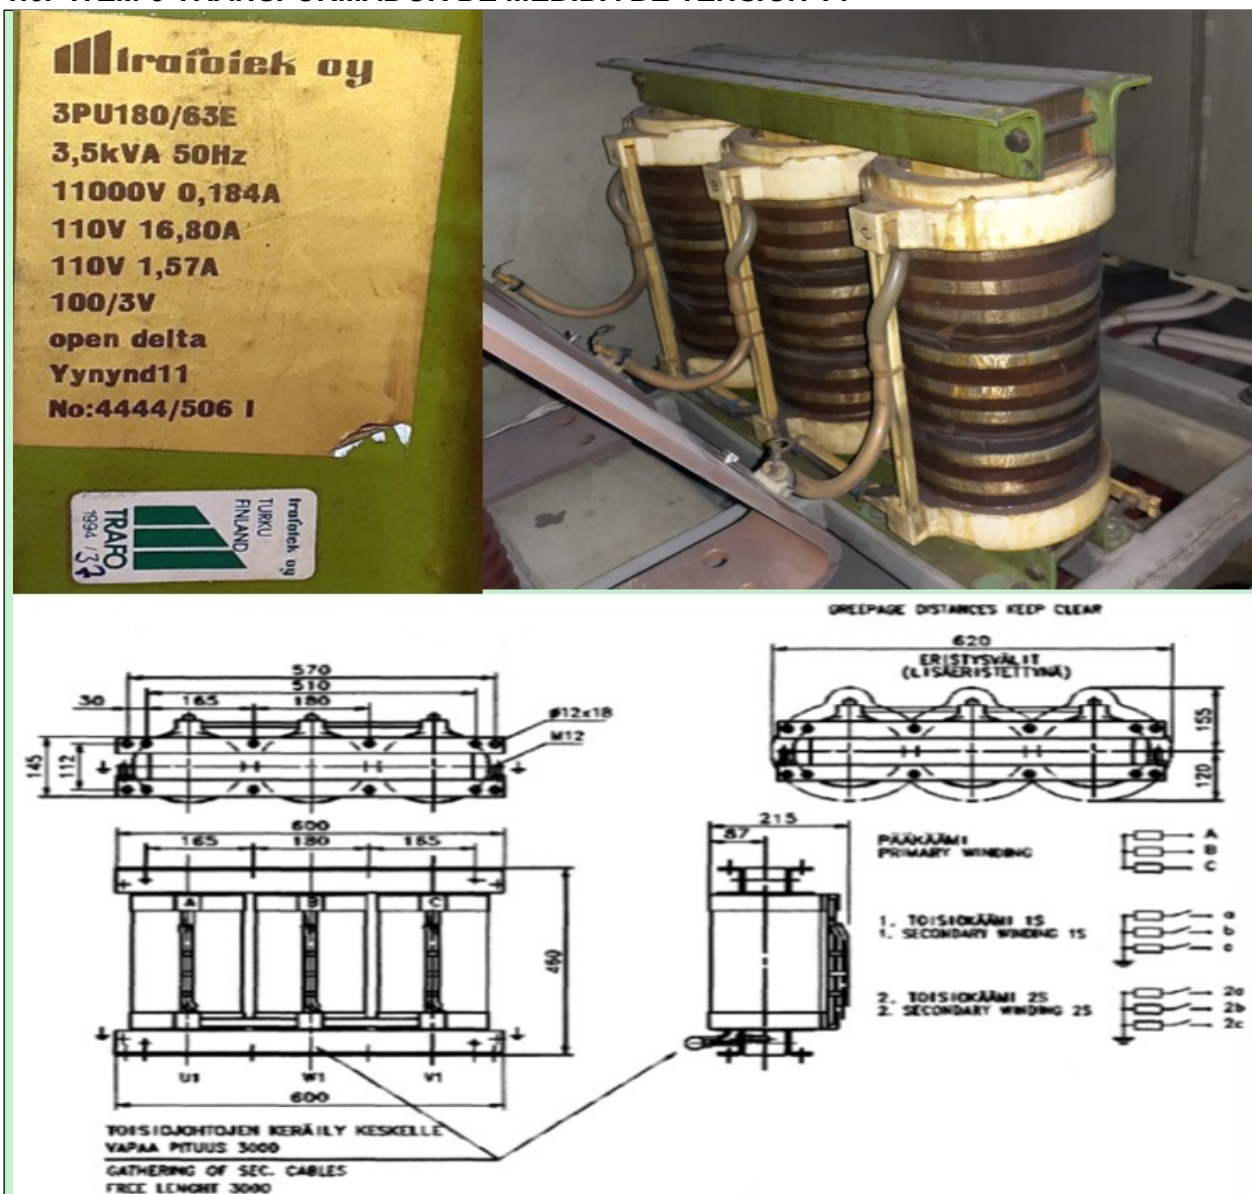 trafotek oy
3PU180/63E
3,5kVA 50Hz
11000V 0,184A
110V 16,80A
110V 1,57A
100/3V
open delta
Yynynd11
No:4444/506 I
trafotek oy
TURKU
FINLAND
TRAFO
1994 / 37
B
C
GREEPAGE DISTANCES KEEP CLEAR
570
510
30
165
180
ø12x18
M12
145
112
620
ERISTYSVÄLIT
(LISÄERISTETTYNÄ)
155
120
600
165
180
165
A
B
C
460
U1
W1
V1
600
215
87
PÄÄKÄÄMI
PRIMARY WINDING
A
B
C
1. TOISIOKÄÄMI 1S
1. SECONDARY WINDING 1S
a
b
c
2. TOISIOKÄÄMI 2S
2. SECONDARY WINDING 2S
2a
2b
2c
TOISIOJOHTOJEN KERÄILY KESKELLE
VAPAA PITUUS 3000
GATHERING OF SEC. CABLES
FREE LENGHT 3000